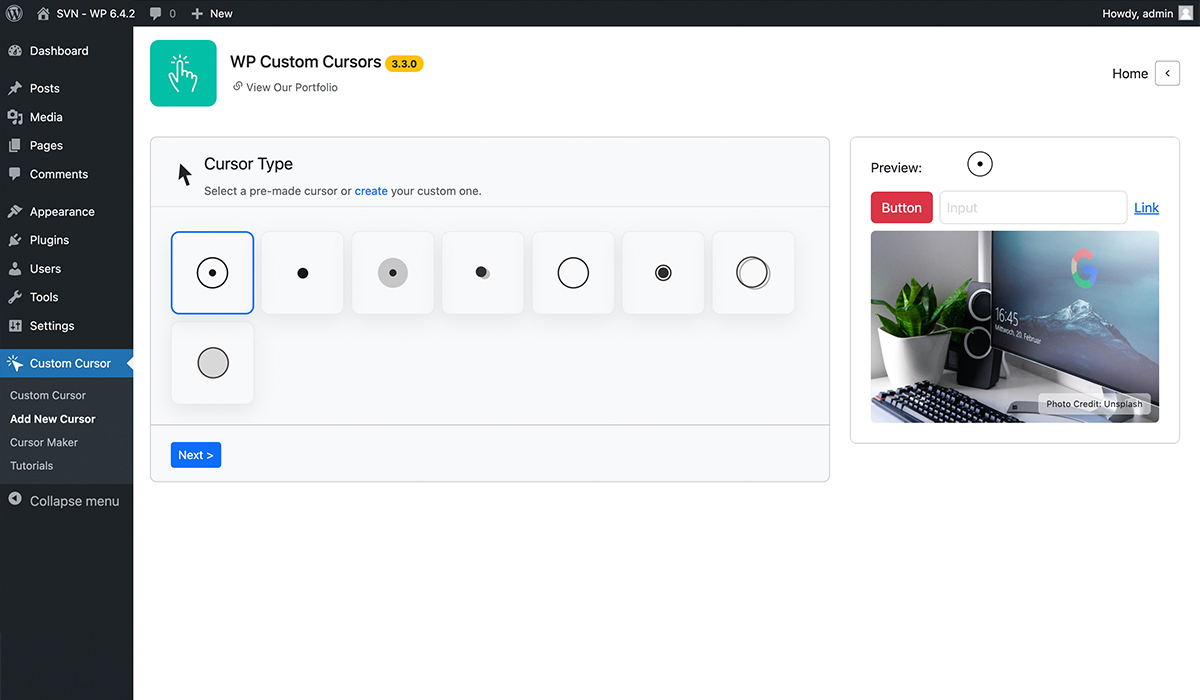 SVN - WP 6.4.2 0 New Howdy, admin
Dashboard
Posts
Media
Pages
Comments
Appearance
Plugins
Users
Tools
Settings
Custom Cursor
Custom Cursor
Add New Cursor
Cursor Maker
Tutorials
Collapse menu
WP Custom Cursors 3.3.0
View Our Portfolio
Home <
Cursor Type
Select a pre-made cursor or create your custom one.
Next >
Preview:
Button Input Link
16:45
Mittwoch, 20. Februar
Photo Credit: Unsplash